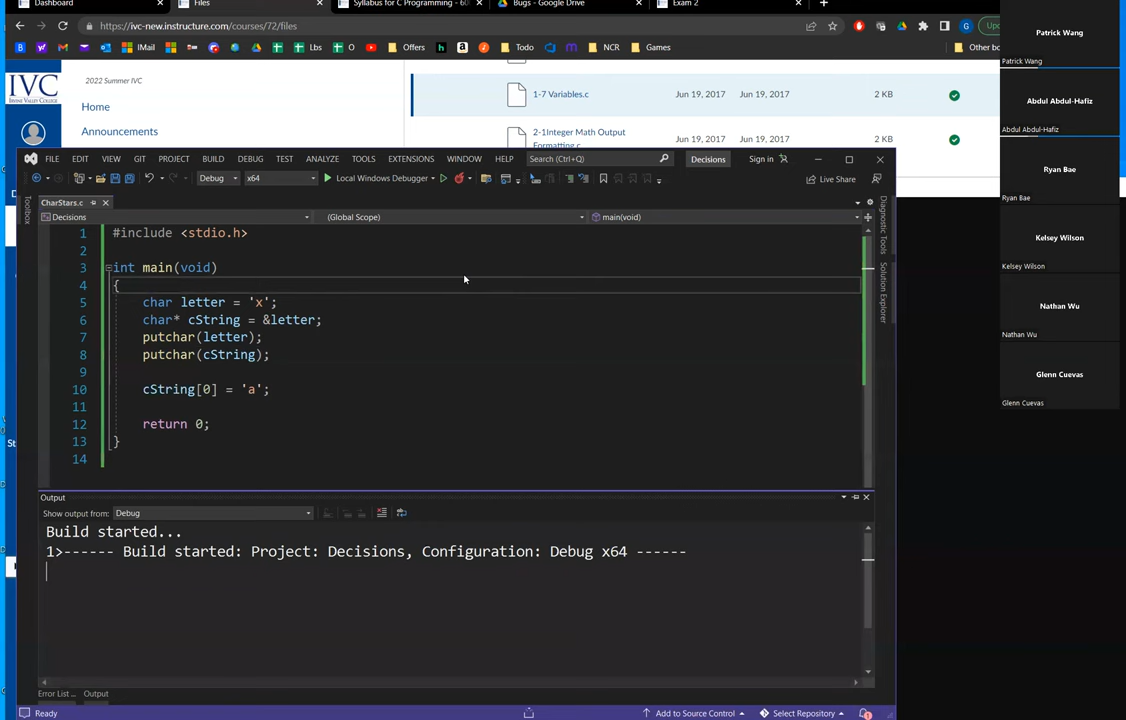 Dashboard
Files
Syllabus for C Programming - 60
Bugs - Google Drive
Exam 2
https://ivc-new.instructure.com/courses/72/files
G
IMail
Lbs
O
Offers
Todo
NCR
Games
Other bo
IVC
2022 Summer IVC
Home
Announcements
1-7 Variables.c
Jun 19, 2017
Jun 19, 2017
2 KB
2-1Integer Math Output
Formatting.c
Jun 19, 2017
Jun 19, 2017
2 KB
FILE EDIT VIEW GIT PROJECT BUILD DEBUG TEST ANALYZE TOOLS EXTENSIONS WINDOW HELP
Search (Ctrl+Q)
Decisions
Sign in
Debug
x64
Local Windows Debugger
Live Share
Toolbox
CharStars.c
Decisions
(Global Scope)
main(void)
Diagnostic Tools
Solution Explorer
1 #include <stdio.h>
2
3 int main(void)
4 {
5 char letter = 'x';
6 char* cString = &letter;
7 putchar(letter);
8 putchar(cString);
9
10 cString[0] = 'a';
11
12 return 0;
13 }
14
Output
Show output from: Debug
Build started...
1>------ Build started: Project: Decisions, Configuration: Debug x64 ------
Error List ...
Output
Ready
Add to Source Control
Select Repository
Patrick Wang
Patrick Wang
Abdul Abdul-Hafiz
Abdul Abdul-Hafiz
Ryan Bae
Ryan Bae
Kelsey Wilson
Kelsey Wilson
Nathan Wu
Nathan Wu
Glenn Cuevas
Glenn Cuevas